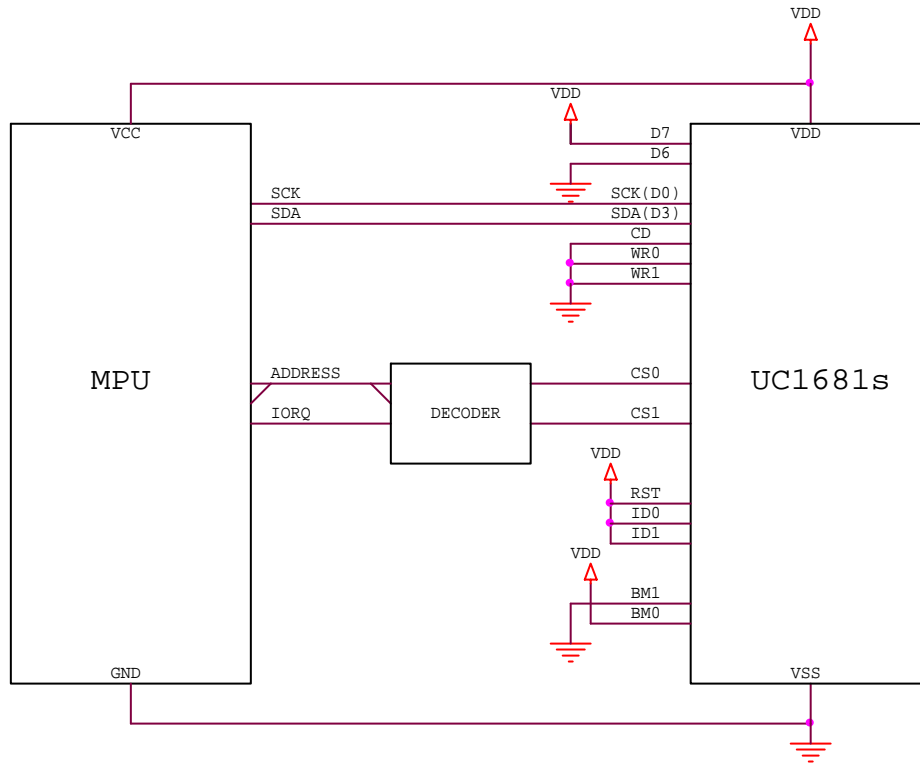 VDD
VDD
VCC
VDD
D7
D6
SCK
SCK(D0)
SDA
SDA(D3)
CD
WR0
WR1
MPU
ADDRESS
DECODER
CS0
UC1681s
IORQ
CS1
VDD
RST
ID0
ID1
VDD
BM1
BM0
GND
VSS